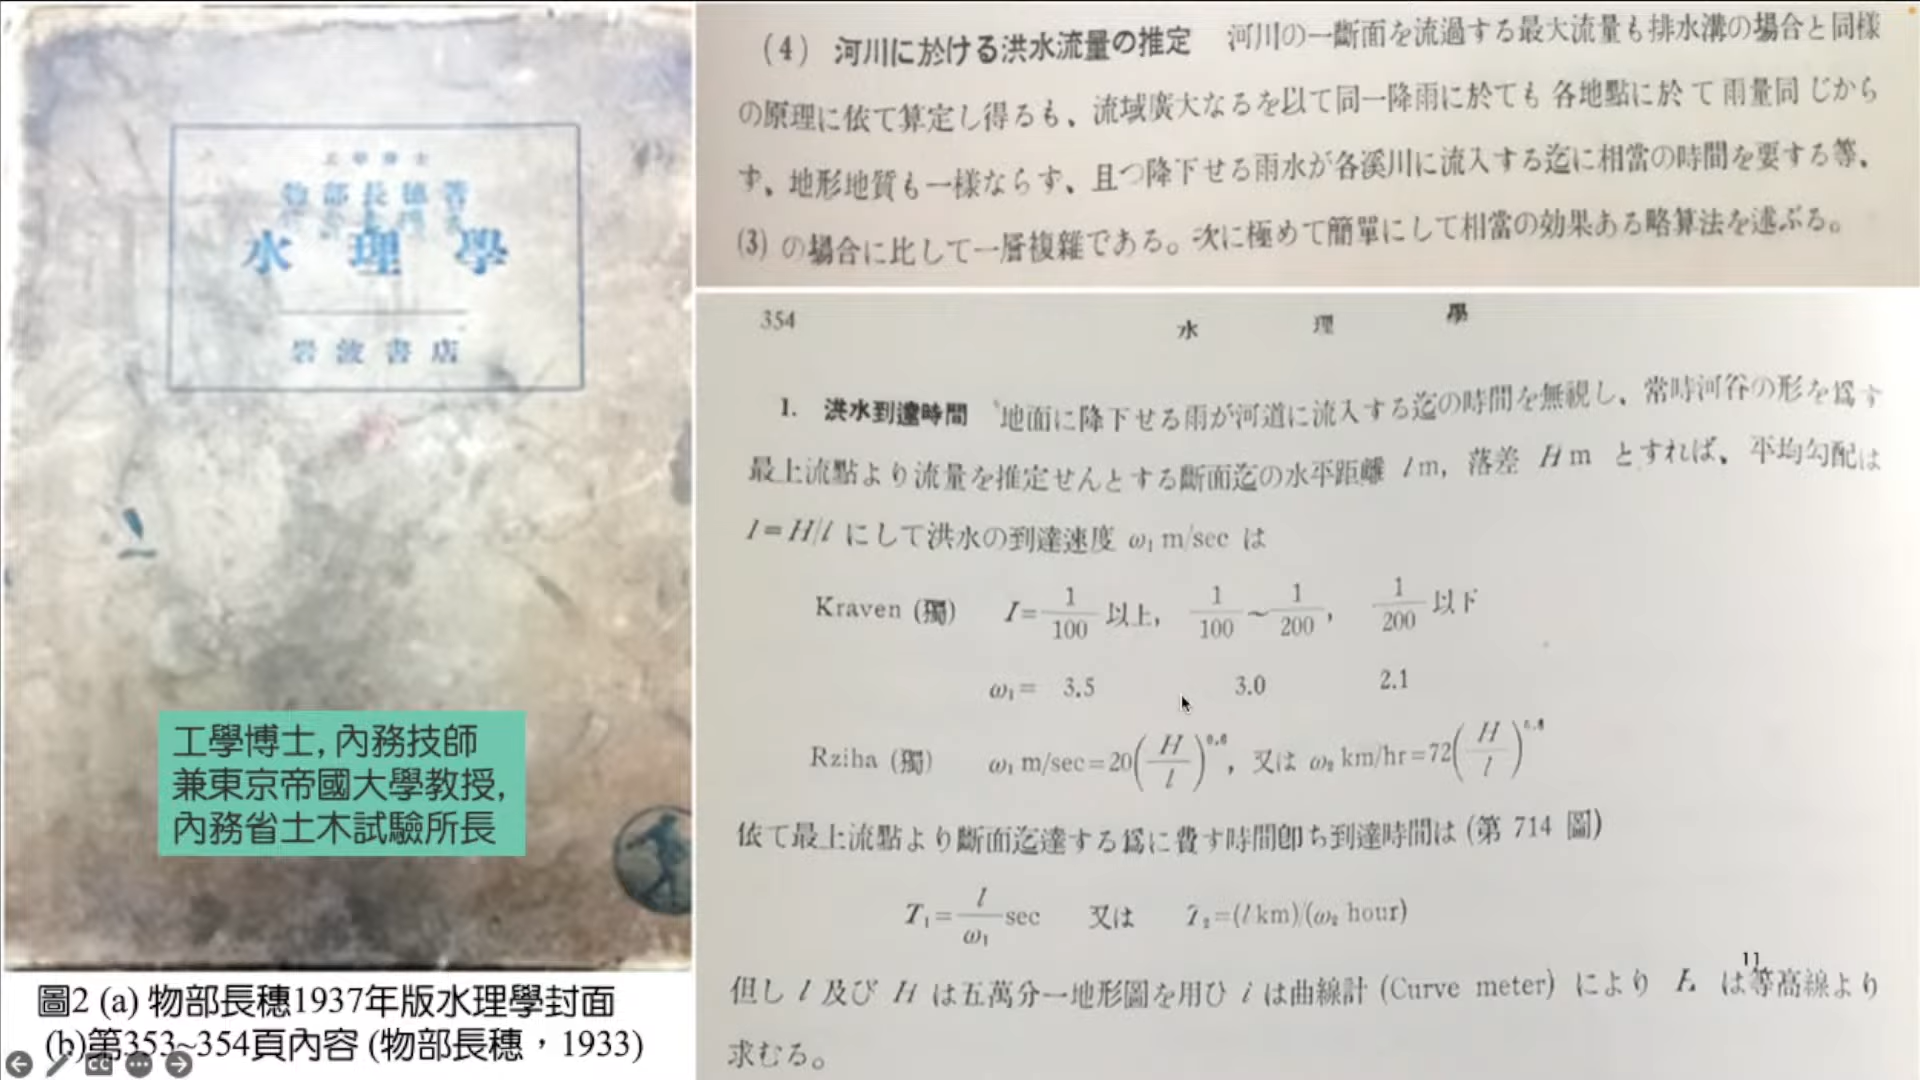 工學博士
物部長穗著
水理學
岩波書店
工學博士, 內務技師
兼東京帝國大學教授,
內務省土木試驗所長
圖2 (a) 物部長穗1937年版水理學封面
(b)第353~354頁內容 (物部長穗，1933)
(4) 河川に於ける洪水流量の推定 河川の一斷面を流過する最大流量も排水溝の場合と同樣
の原理に依て算定し得るも、流域廣大なるを以て同一降雨に於ても各地點に於て雨量同じから
ず、地形地質も一樣ならず、且つ降下せる雨水が各溪川に流入する迄に相當の時間を要する等、
(3) の場合に比して一層複雜である。次に極めて簡單にして相當の効果ある略算法を述ぶる。
354 水 理 學
1. 洪水到達時間 地面に降下せる雨が河道に流入する迄の時間を無視し、常時河谷の形を爲す
最上流點より流量を推定せんとする斷面迄の水平距離 l m, 落差 H m とすれば、平均勾配は
I=H/l にして洪水の到達速度 ω₁ m/sec は
Kraven (獨) I=1/100 以上, 1/100 ~ 1/200, 1/200 以下
ω₁= 3.5 3.0 2.1
Rziha (獨) ω₁ m/sec=20(H/l)^0.6, 又は ω₂ km/hr=72(H/l)^0.6
依て最上流點より斷面迄達する爲に費す時間卽ち到達時間は (第 714 圖)
T₁=l/ω₁ sec 又は T₂=(l km)/(ω₂ hour)
11
但し l 及び H は五萬分一地形圖を用ひ l は曲線計 (Curve meter) により H は等高線より
求むる。